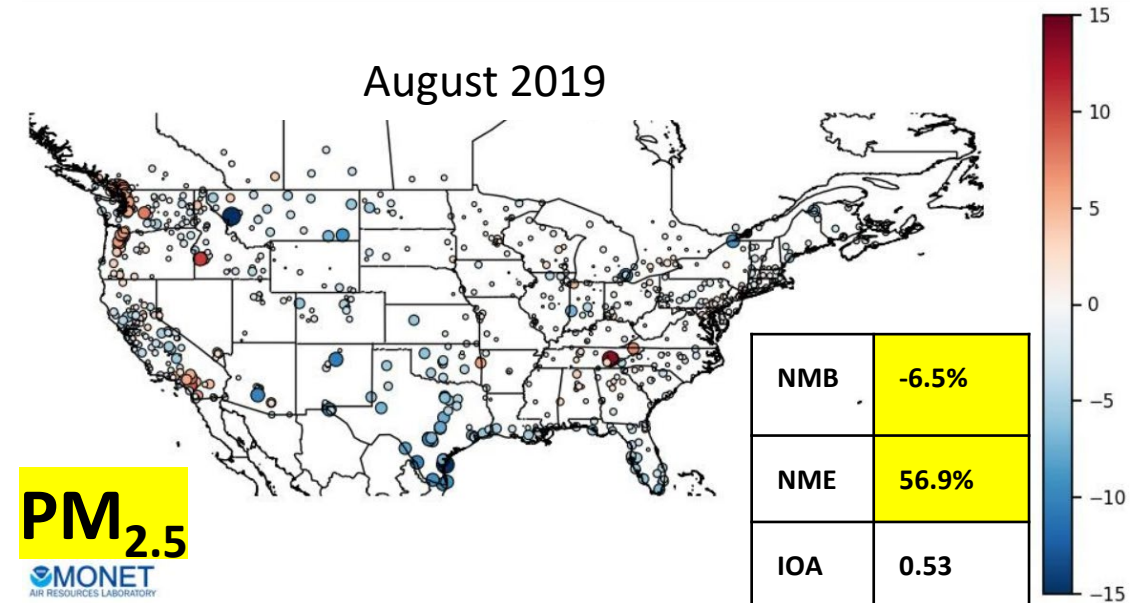 August 2019
15
10
5
0
−5
−10
−15
NMB -6.5%
NME 56.9%
IOA 0.53
PM2.5
MONET
AIR RESOURCES LABORATORY